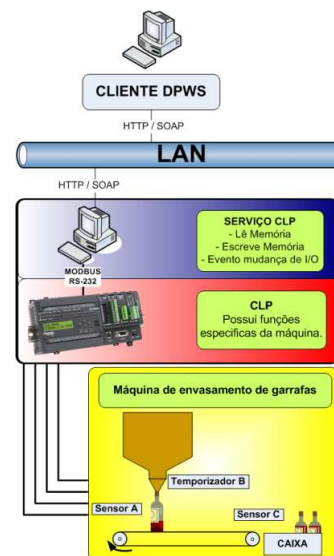 CLIENTE DPWS
HTTP / SOAP
LAN
HTTP / SOAP
SERVIÇO CLP
- Lê Memória
- Escreve Memória
- Evento mudança de I/O
MODBUS
RS-232
CLP
Possui funções
especificas da máquina.
Máquina de envasamento de garrafas
Temporizador B
Sensor A
Sensor C
CAIXA